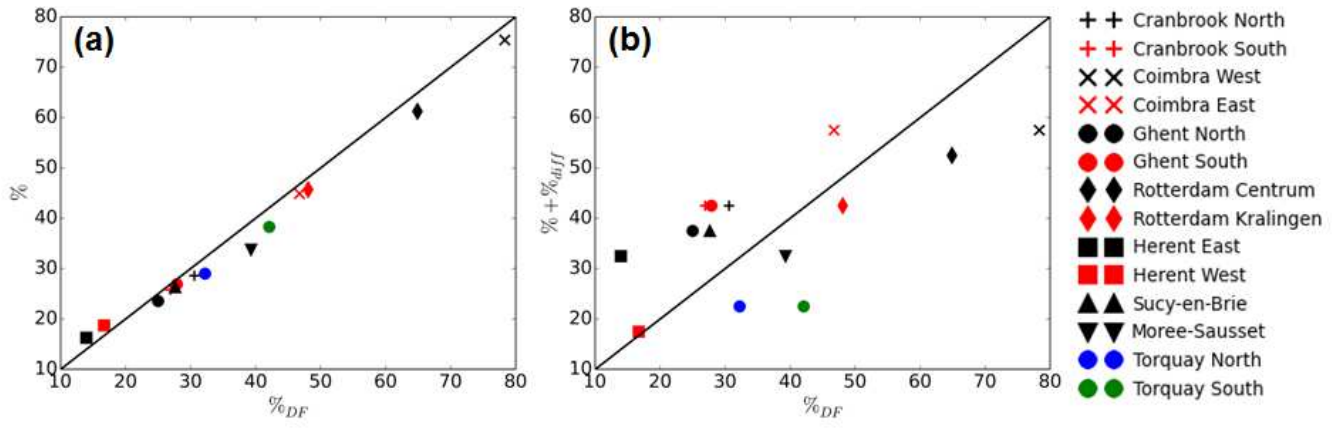 (a)
80
70
60
50
40
30
20
10
%
10 20 30 40 50 60 70 80
%DF
(b)
80
70
60
50
40
30
20
10
% + %diff
10 20 30 40 50 60 70 80
%DF
Cranbrook North
Cranbrook South
Coimbra West
Coimbra East
Ghent North
Ghent South
Rotterdam Centrum
Rotterdam Kralingen
Herent East
Herent West
Sucy-en-Brie
Moree-Sausset
Torquay North
Torquay South